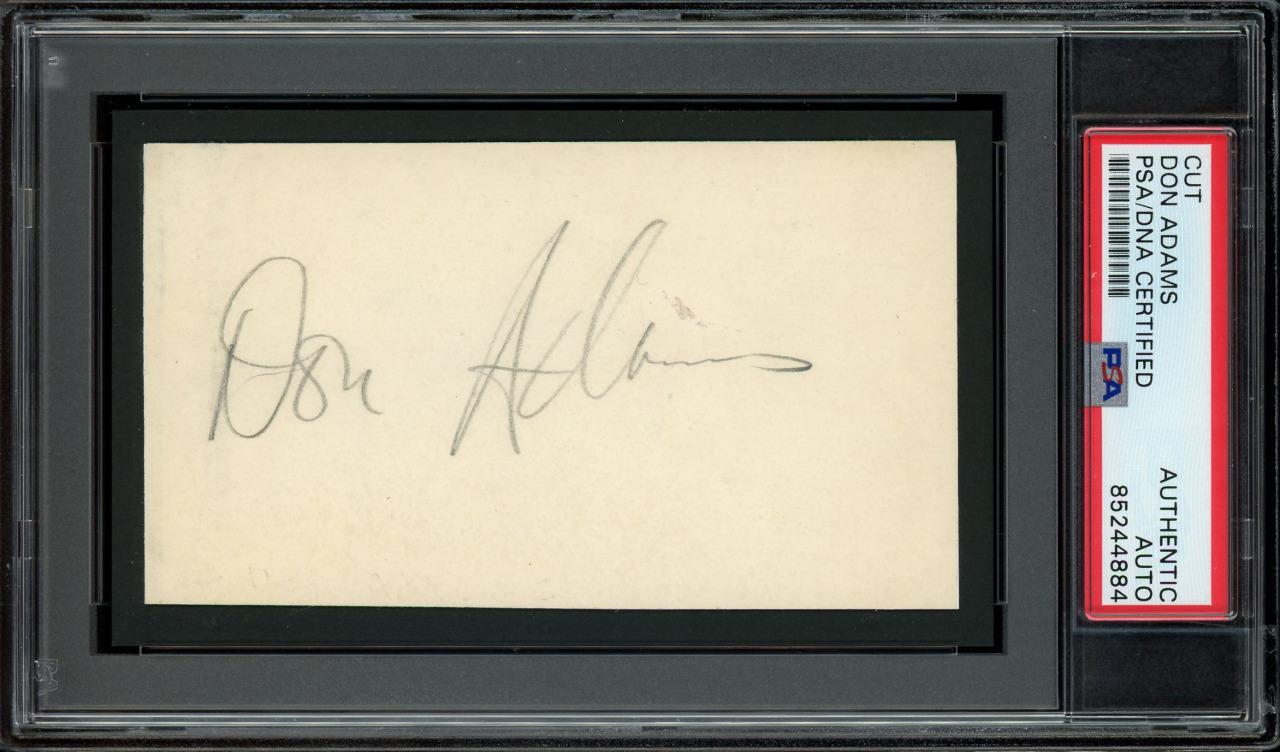 Don Adams
CUT
DON ADAMS
PSA/DNA CERTIFIED
PSA
AUTHENTIC
AUTO
85244884